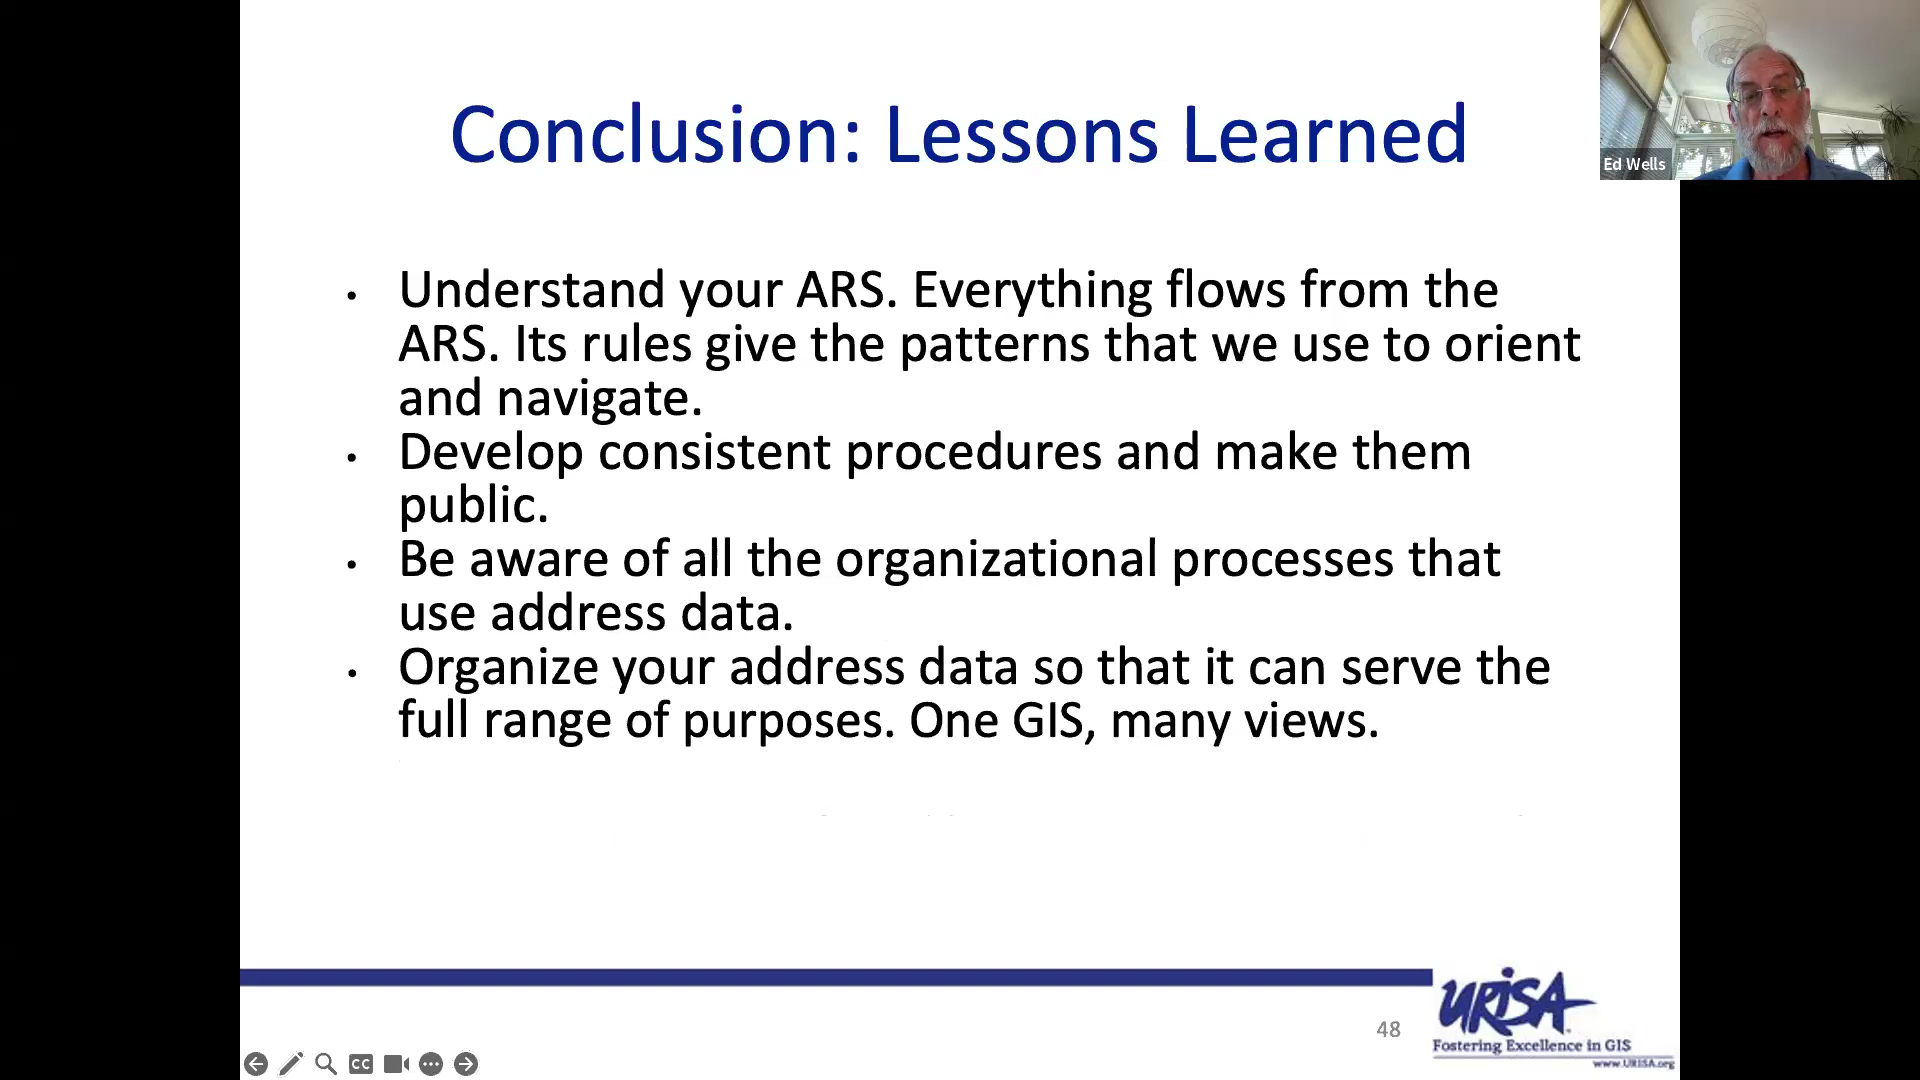 Conclusion: Lessons Learned
Ed Wells
• Understand your ARS. Everything flows from the
ARS. Its rules give the patterns that we use to orient
and navigate.
• Develop consistent procedures and make them
public.
• Be aware of all the organizational processes that
use address data.
• Organize your address data so that it can serve the
full range of purposes. One GIS, many views.
48
URISA
Fostering Excellence in GIS
www.URISA.org
CC